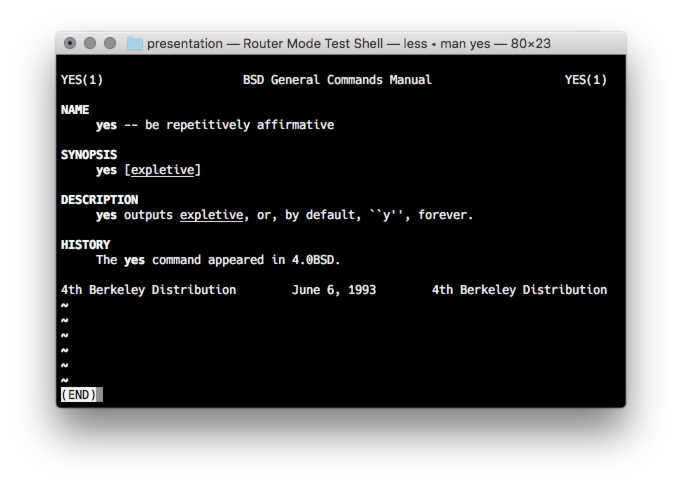 presentation — Router Mode Test Shell — less ◂ man yes — 80×23
YES(1) BSD General Commands Manual YES(1)
NAME
yes -- be repetitively affirmative
SYNOPSIS
yes [expletive]
DESCRIPTION
yes outputs expletive, or, by default, ``y'', forever.
HISTORY
The yes command appeared in 4.0BSD.
4th Berkeley Distribution June 6, 1993 4th Berkeley Distribution
~
~
~
~
~
~
(END)